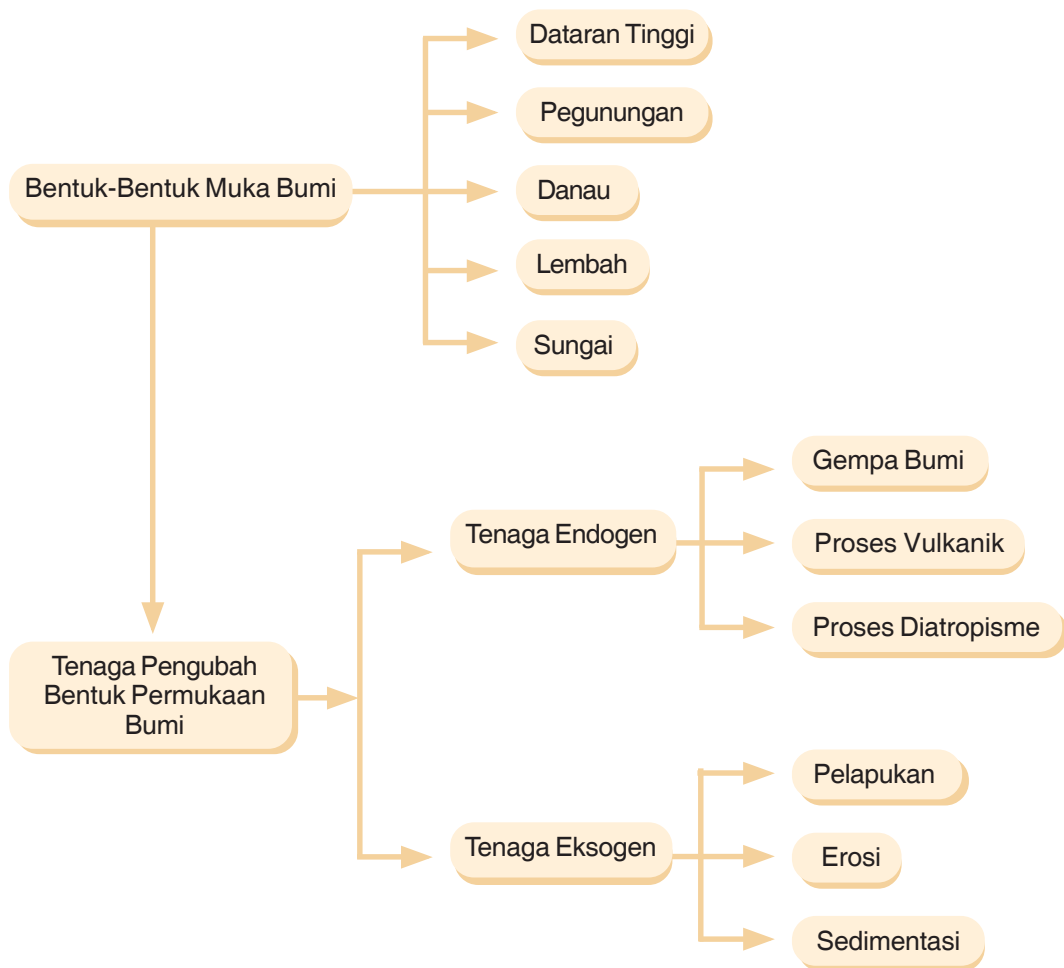 Bentuk-Bentuk Muka Bumi
Dataran Tinggi
Pegunungan
Danau
Lembah
Sungai
Tenaga Pengubah
Bentuk Permukaan
Bumi
Tenaga Endogen
Gempa Bumi
Proses Vulkanik
Proses Diatropisme
Tenaga Eksogen
Pelapukan
Erosi
Sedimentasi